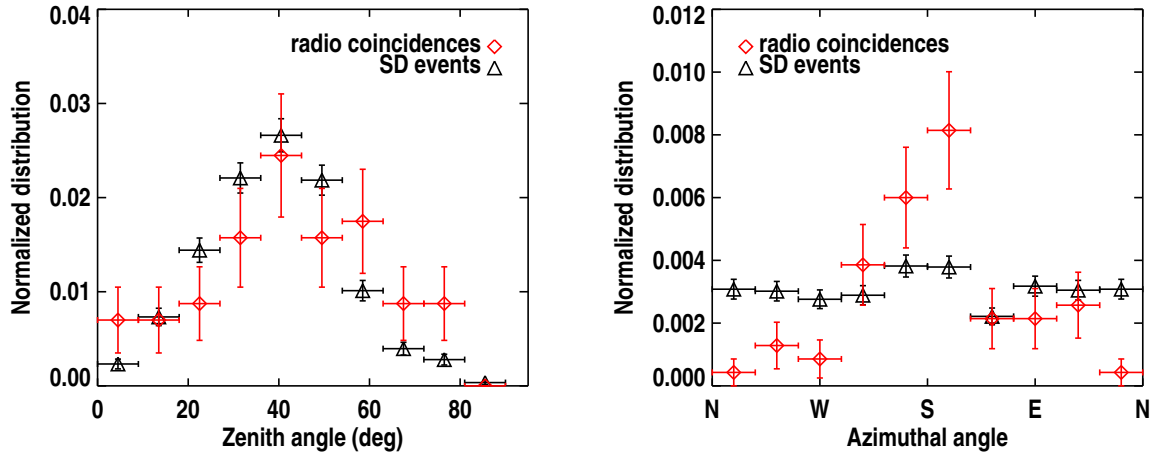 0.04
0.03
0.02
0.01
0.00
Normalized distribution
radio coincidences
SD events
0
20
40
60
80
Zenith angle (deg)
0.012
0.010
0.008
0.006
0.004
0.002
0.000
Normalized distribution
radio coincidences
SD events
N
W
S
E
N
Azimuthal angle